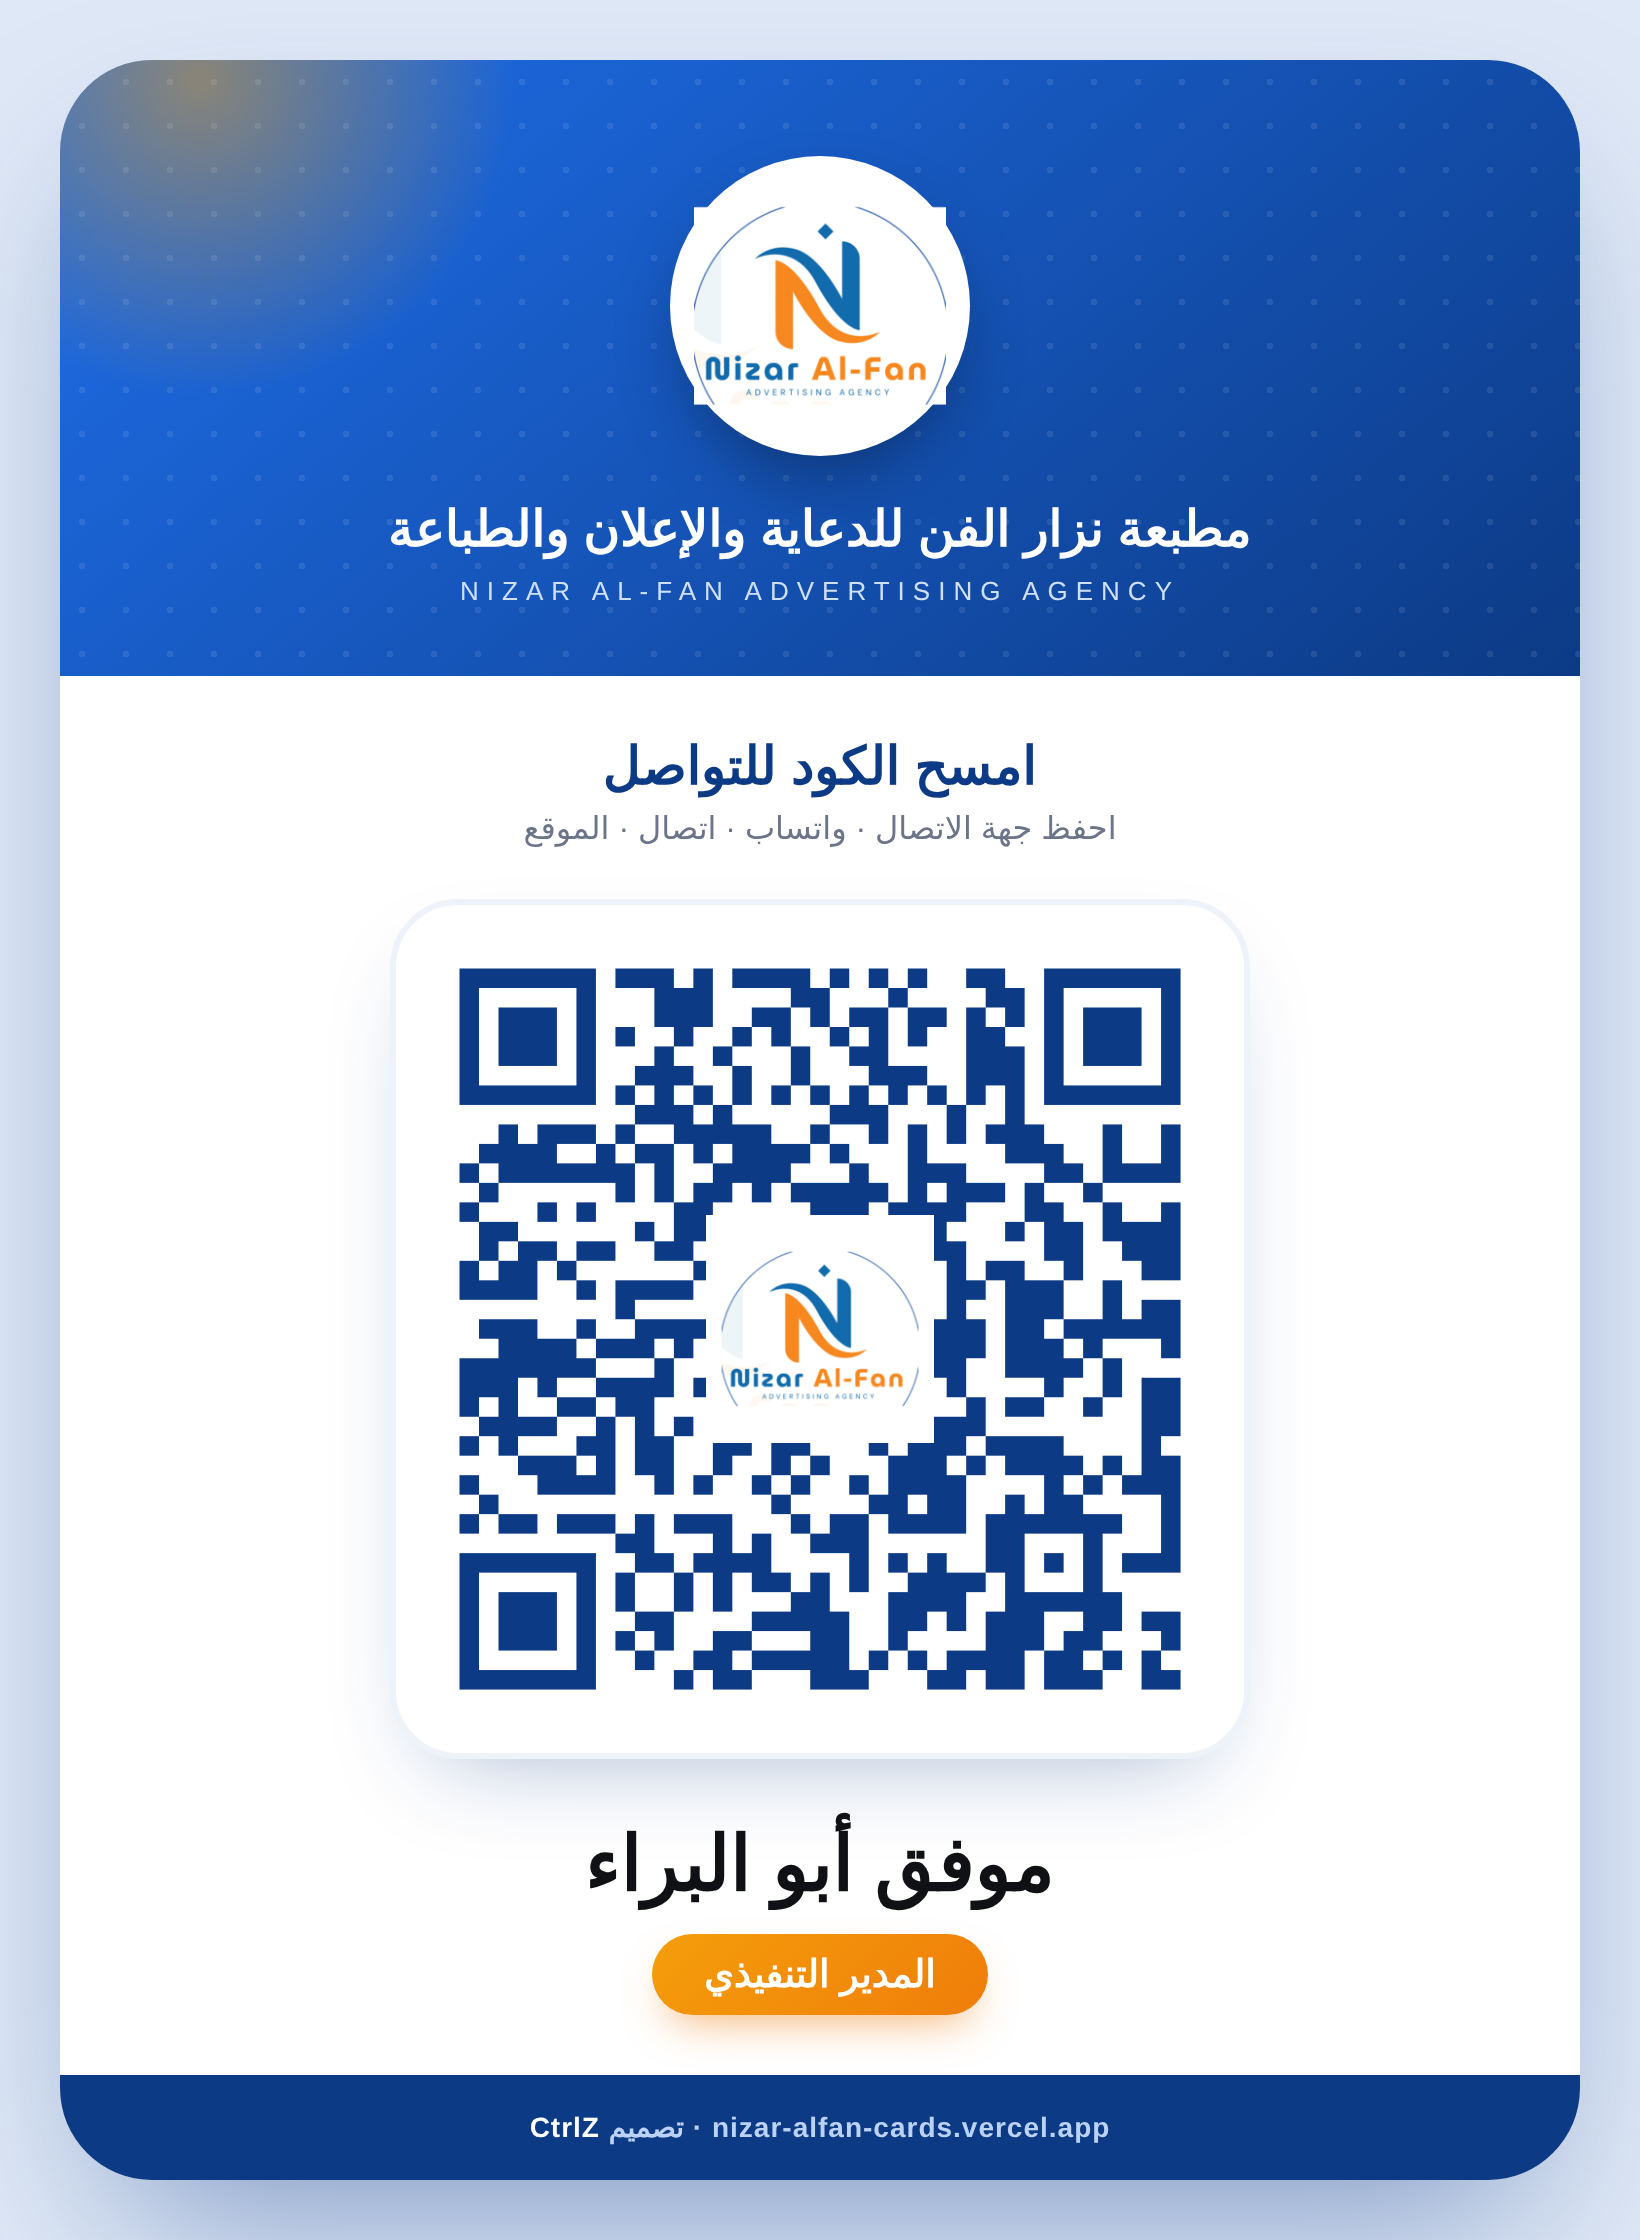 Nizar Al-Fan
ADVERTISING AGENCY
مطبعة نزار الفن للدعاية والإعلان والطباعة
NIZAR AL-FAN ADVERTISING AGENCY
امسح الكود للتواصل
احفظ جهة الاتصال · واتساب · اتصال · الموقع
Nizar Al-Fan
ADVERTISING AGENCY
موفق أبو البراء
المدير التنفيذي
nizar-alfan-cards.vercel.app · تصميم CtrlZ